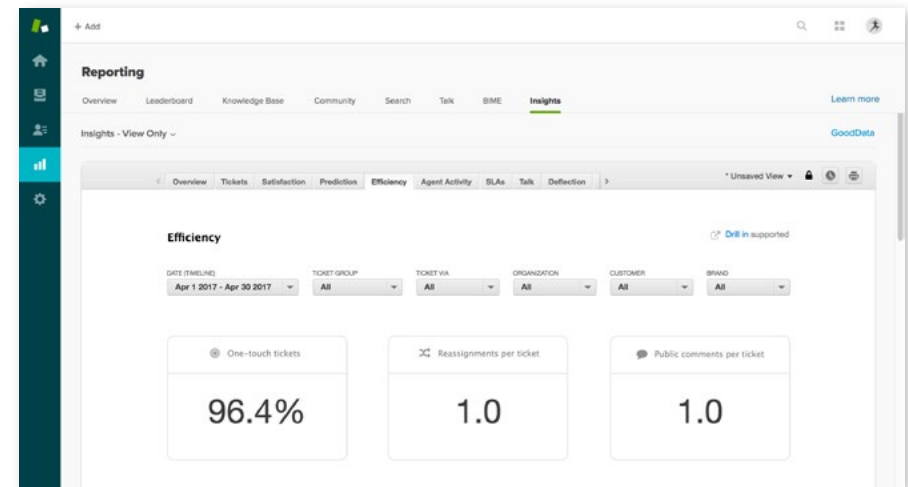 + Add
Reporting
Overview Leaderboard Knowledge Base Community Search Talk BIME Insights Learn more
Insights - View Only GoodData
Overview Tickets Satisfaction Prediction Efficiency Agent Activity SLAs Talk Deflection * Unsaved View
Efficiency Drill in supported
DATE (TIMELINE) TICKET GROUP TICKET VIA ORGANIZATION CUSTOMER BRAND
Apr 1 2017 - Apr 30 2017 All All All All All
One-touch tickets Reassignments per ticket Public comments per ticket
96.4% 1.0 1.0